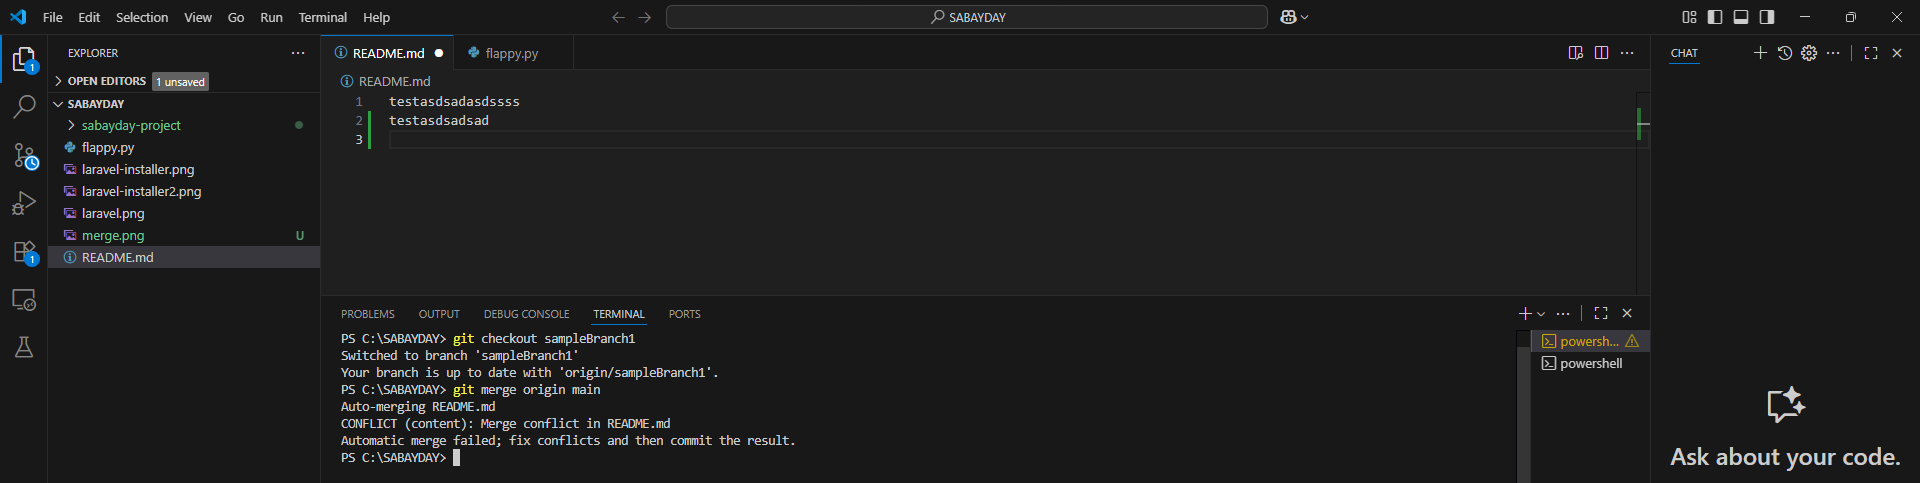 File Edit Selection View Go Run Terminal Help
SABAYDAY
EXPLORER
OPEN EDITORS 1 unsaved
SABAYDAY
sabayday-project
flappy.py
laravel-installer.png
laravel-installer2.png
laravel.png
merge.png U
README.md
1
1
README.md
flappy.py
README.md
1 testasdsadasdssss
2 testasdsadsad
3
PROBLEMS OUTPUT DEBUG CONSOLE TERMINAL PORTS
PS C:\SABAYDAY> git checkout sampleBranch1
Switched to branch 'sampleBranch1'
Your branch is up to date with 'origin/sampleBranch1'.
PS C:\SABAYDAY> git merge origin main
Auto-merging README.md
CONFLICT (content): Merge conflict in README.md
Automatic merge failed; fix conflicts and then commit the result.
PS C:\SABAYDAY>
powersh...
powershell
CHAT
Ask about your code.